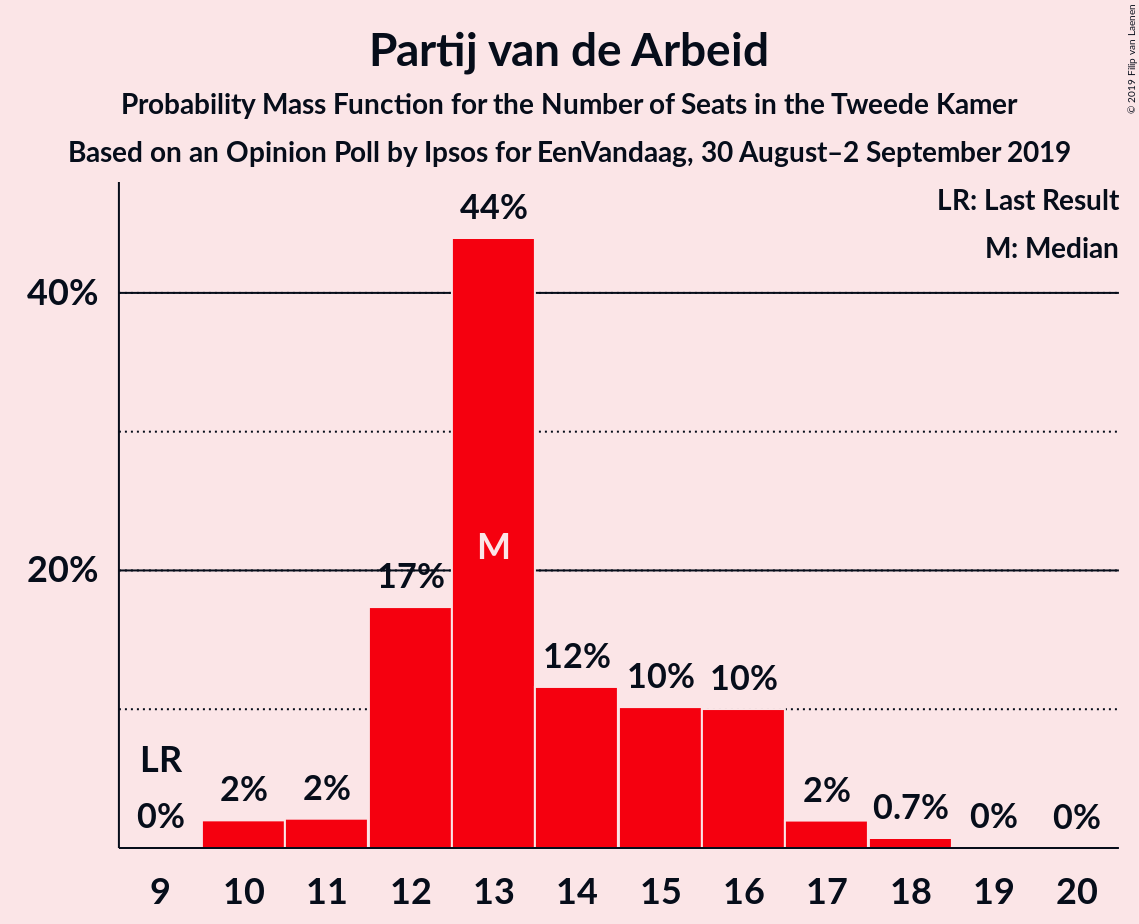 Partij van de Arbeid
Probability Mass Function for the Number of Seats in the Tweede Kamer
Based on an Opinion Poll by Ipsos for EenVandaag, 30 August–2 September 2019
© 2019 Filip van Laenen
LR: Last Result
M: Median
44%
40%
M
20%
17%
12%
10%
10%
LR
0%
2%
2%
2%
0.7%
0%
0%
9 10 11 12 13 14 15 16 17 18 19 20